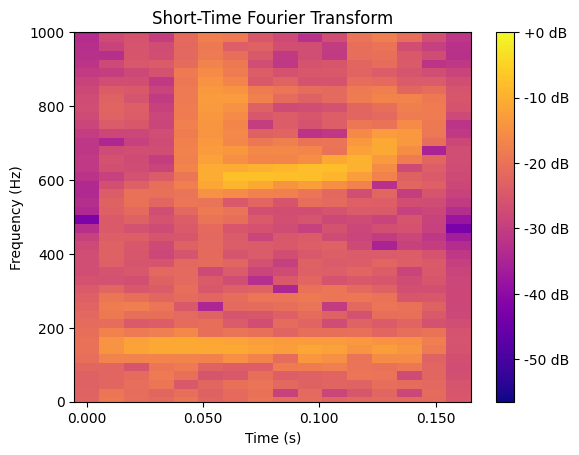 Short-Time Fourier Transform
1000
800
600
400
200
0
Frequency (Hz)
0.000
0.050
0.100
0.150
Time (s)
+0 dB
-10 dB
-20 dB
-30 dB
-40 dB
-50 dB